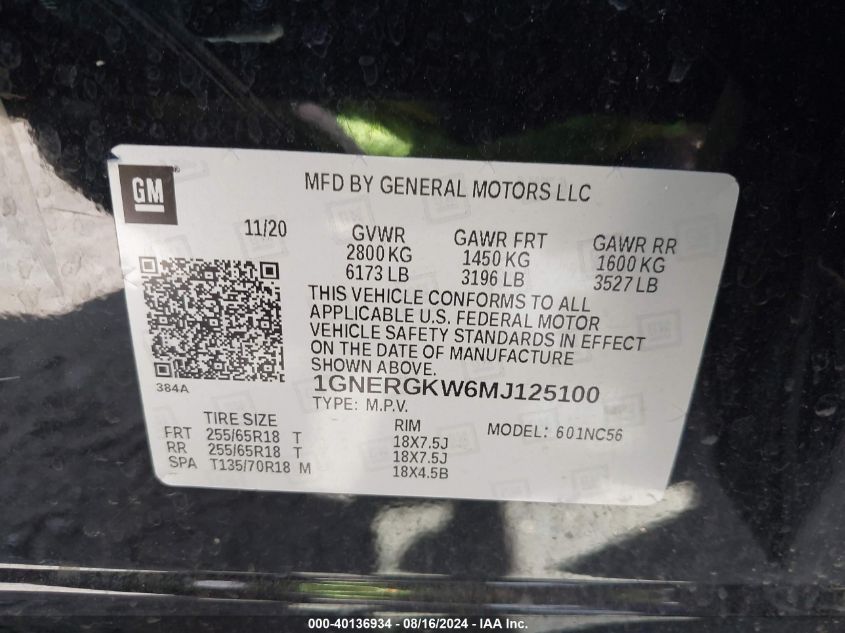 GM
MFD BY GENERAL MOTORS LLC
11/20
GVWR
2800 KG
6173 LB
GAWR FRT
1450 KG
3196 LB
GAWR RR
1600 KG
3527 LB
THIS VEHICLE CONFORMS TO ALL
APPLICABLE U.S. FEDERAL MOTOR
VEHICLE SAFETY STANDARDS IN EFFECT
ON THE DATE OF MANUFACTURE
SHOWN ABOVE.
384A
1GNERGKW6MJ125100
TYPE: M.P.V.
TIRE SIZE
FRT 255/65R18 T
RR 255/65R18 T
SPA T135/70R18 M
RIM
18X7.5J
18X7.5J
18X4.5B
MODEL: 601NC56
000-40136934 - 08/16/2024 - IAA Inc.